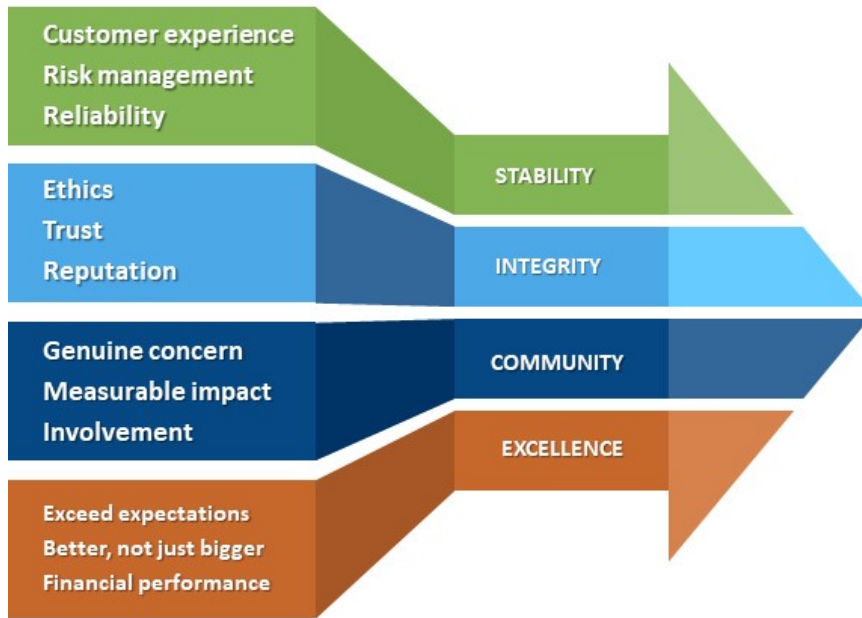 Customer experience
Risk management
Reliability
STABILITY
Ethics
Trust
Reputation
INTEGRITY
Genuine concern
Measurable impact
Involvement
COMMUNITY
Exceed expectations
Better, not just bigger
Financial performance
EXCELLENCE